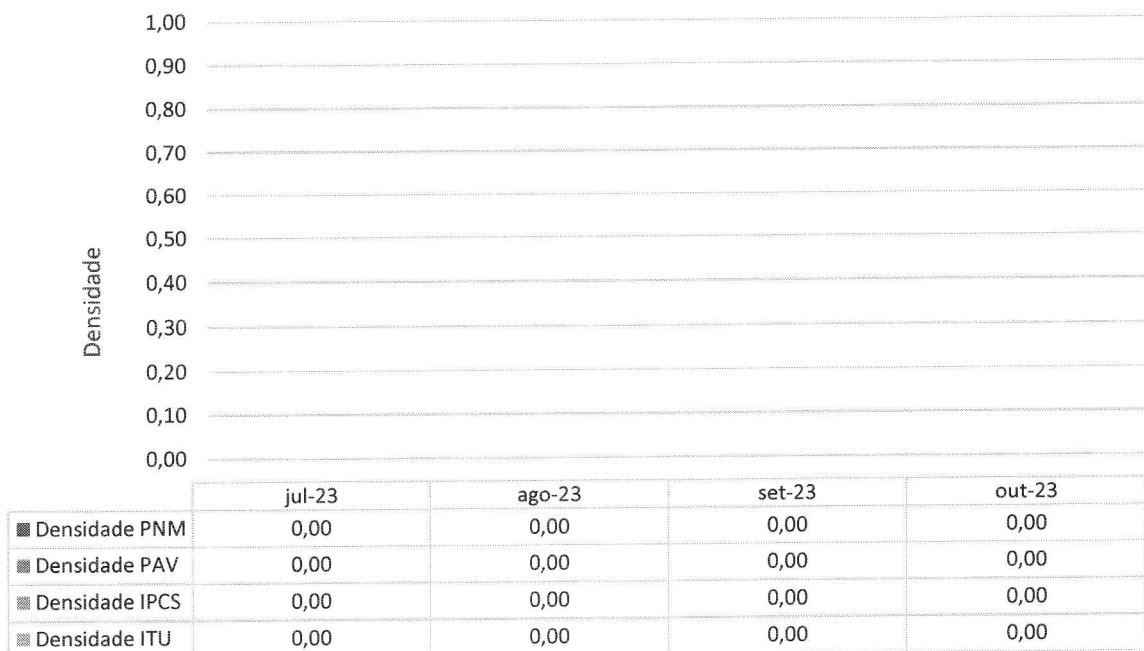 1,00
0,90
0,80
0,70
0,60
0,50
0,40
0,30
0,20
0,10
0,00
Densidade
jul-23 ago-23 set-23 out-23
Densidade PNM 0,00 0,00 0,00 0,00
Densidade PAV 0,00 0,00 0,00 0,00
Densidade IPCS 0,00 0,00 0,00 0,00
Densidade ITU 0,00 0,00 0,00 0,00